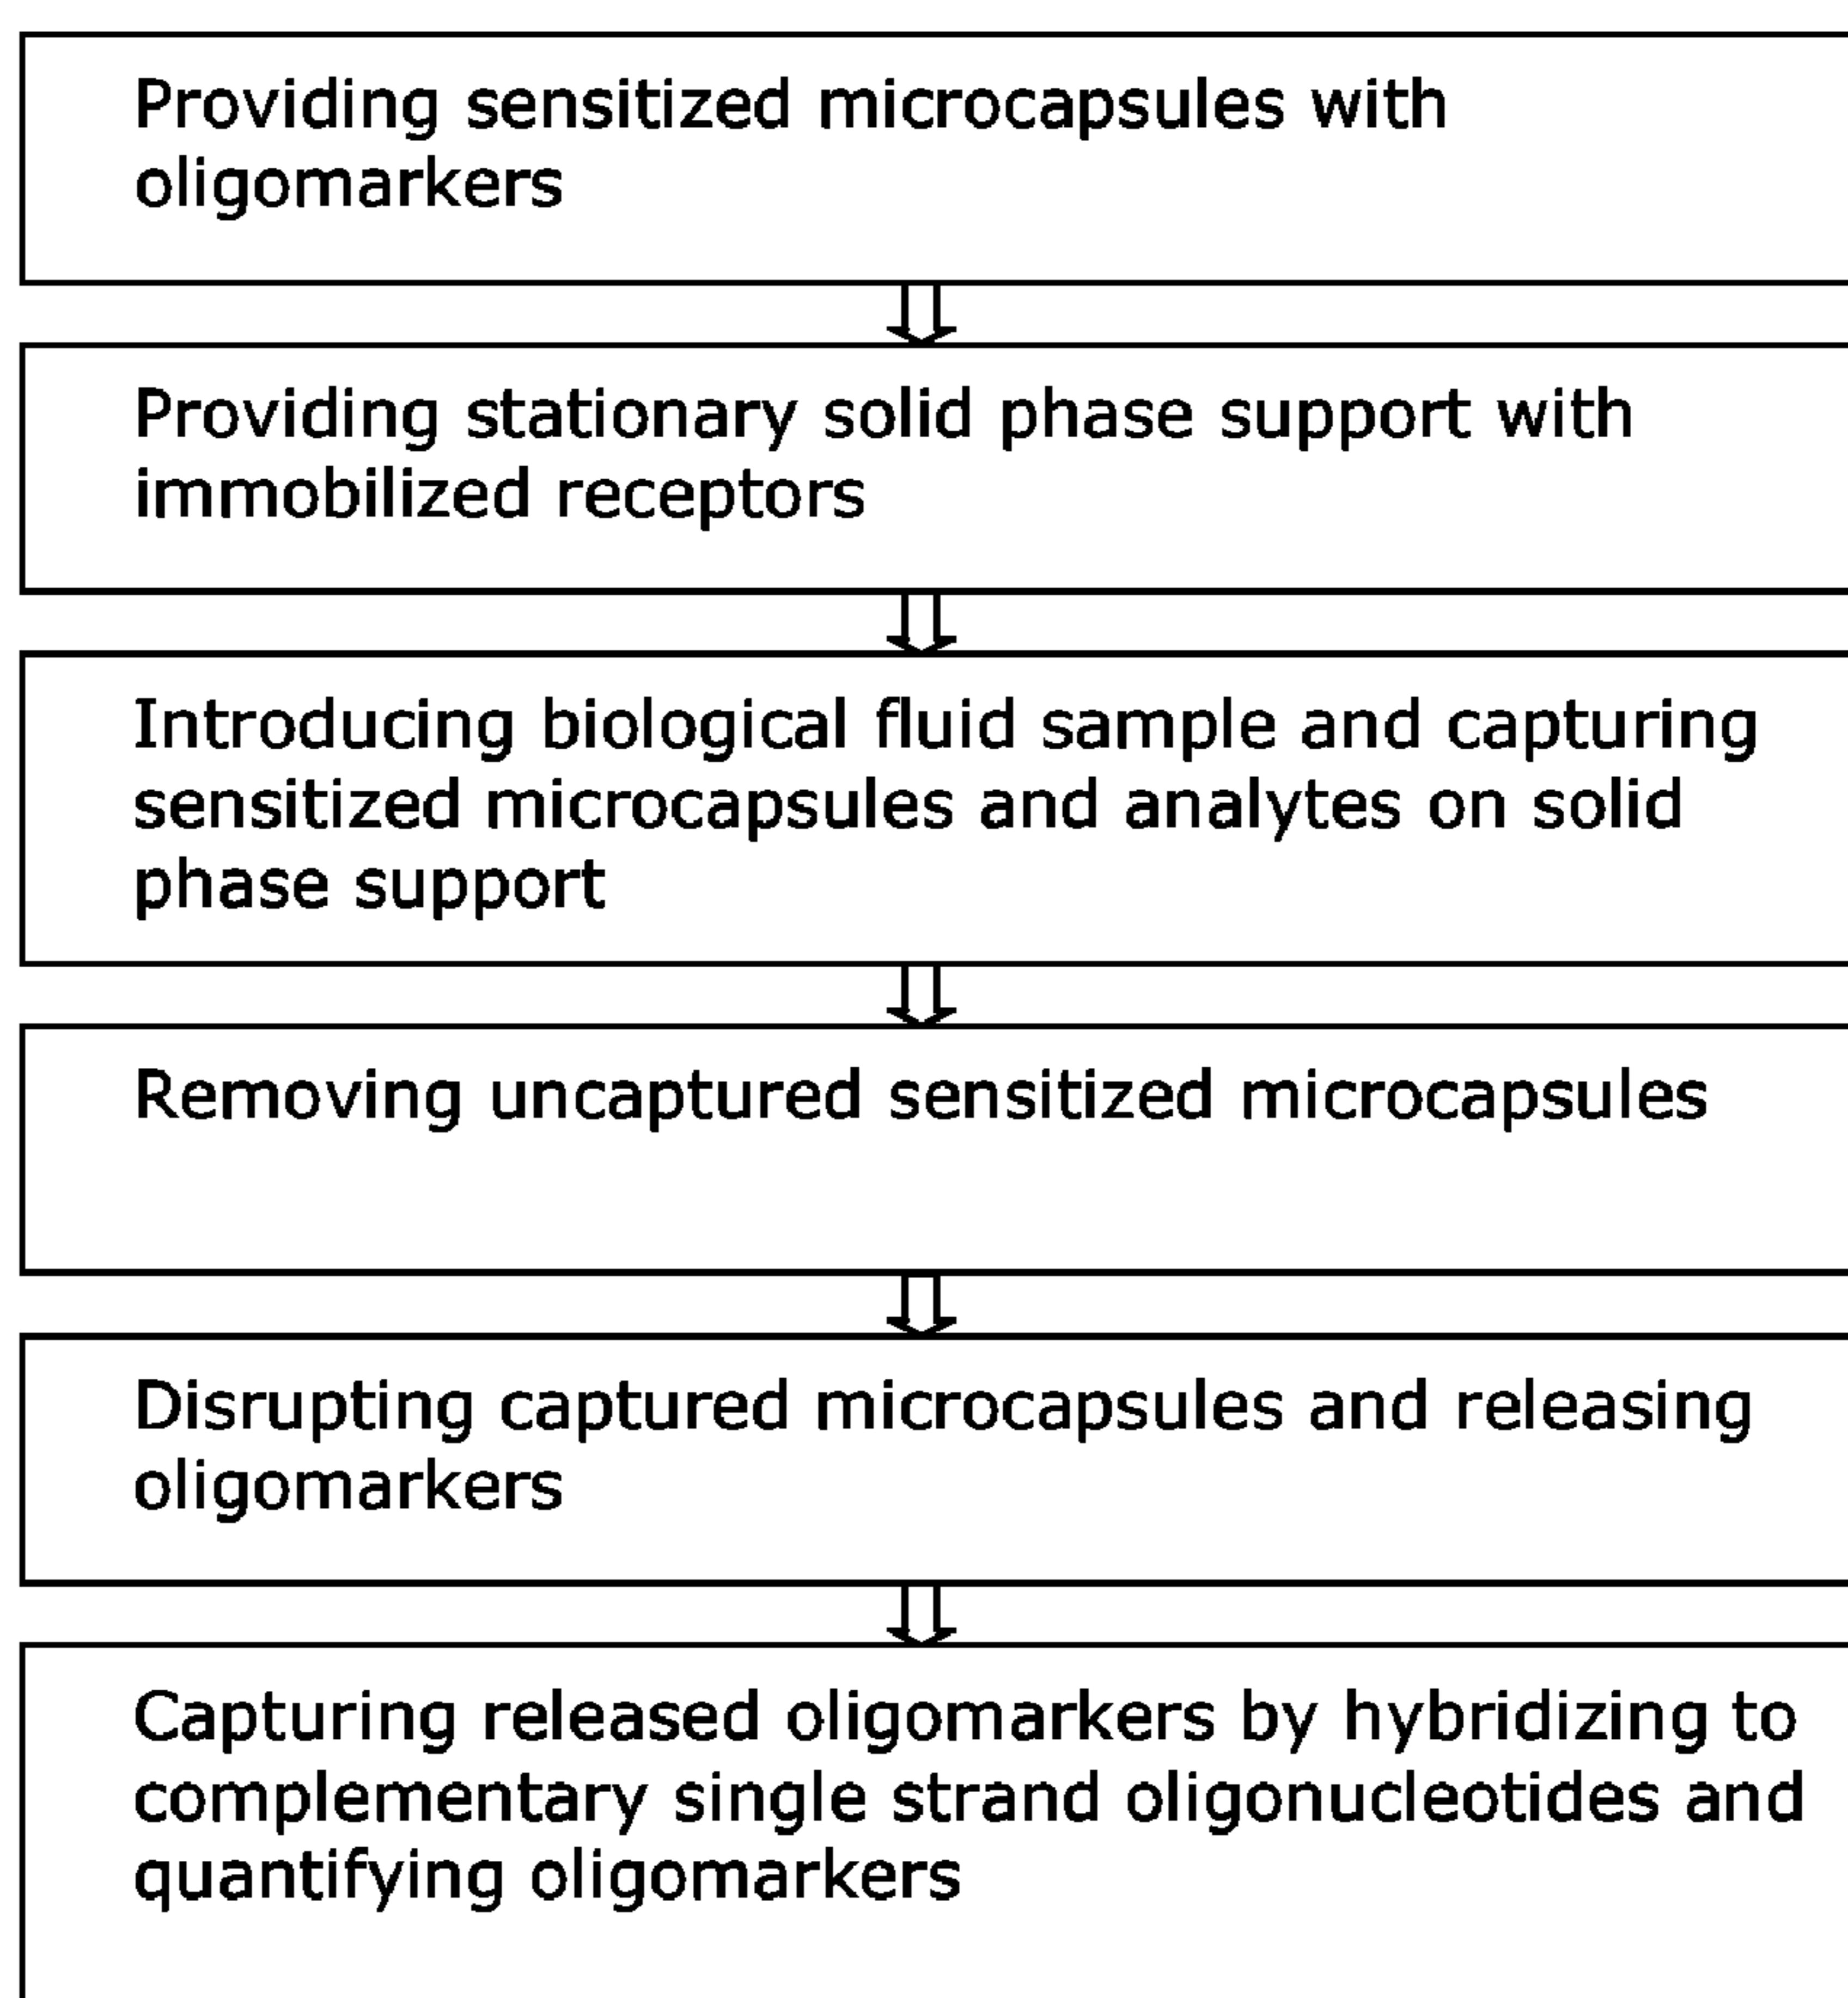 Providing sensitized microcapsules with
oligomarkers
Providing stationary solid phase support with
immobilized receptors
Introducing biological fluid sample and capturing
sensitized microcapsules and analytes on solid
phase support
Removing uncaptured sensitized microcapsules
Disrupting captured microcapsules and releasing
oligomarkers
Capturing released oligomarkers by hybridizing to
complementary single strand oligonucleotides and
quantifying oligomarkers